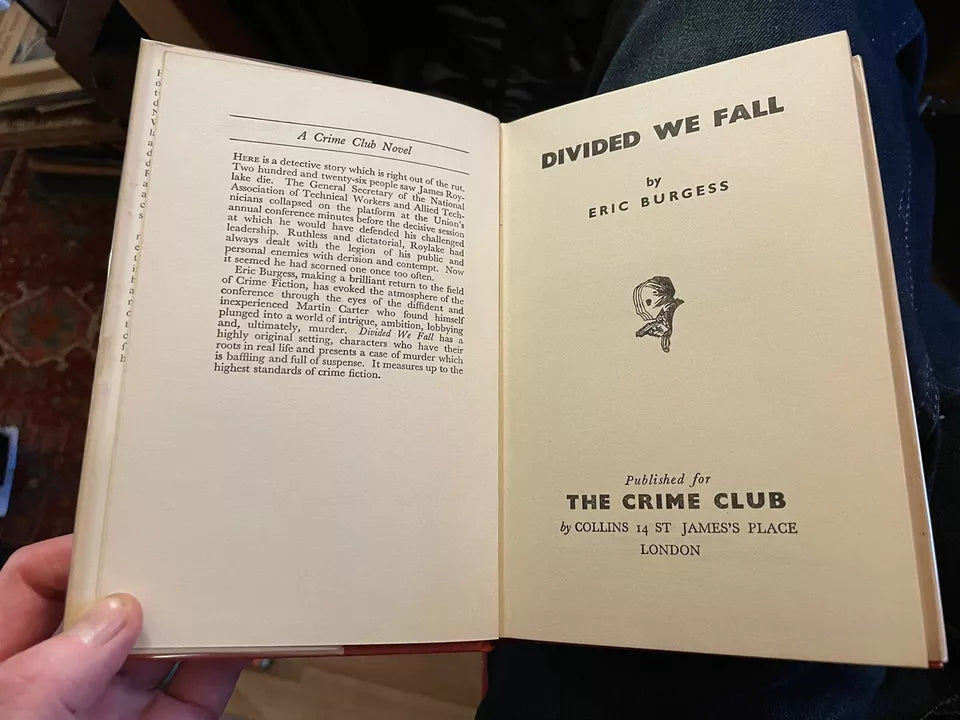 A Crime Club Novel
HERE is a detective story which is right out of the rut.
Two hundred and twenty-six people saw James Roy-
lake die. The General Secretary of the National
Association of Technical Workers and Allied Tech-
nicians collapsed on the platform at the Union's
annual conference minutes before the decisive session
at which he would have defended his challenged
leadership. Ruthless and dictatorial, Roylake had
always dealt with the legion of his public and
personal enemies with derision and contempt. Now
it seemed he had scorned one once too often.
Eric Burgess, making a brilliant return to the field
of Crime Fiction, has evoked the atmosphere of the
conference through the eyes of the diffident and
inexperienced Martin Carter who found himself
plunged into a world of intrigue, ambition, lobbying
and, ultimately, murder. Divided We Fall has a
highly original setting, characters who have their
roots in real life and presents a case of murder which
is baffling and full of suspense. It measures up to the
highest standards of crime fiction.
DIVIDED WE FALL
by
ERIC BURGESS
Published for
THE CRIME CLUB
by COLLINS 14 ST JAMES'S PLACE
LONDON